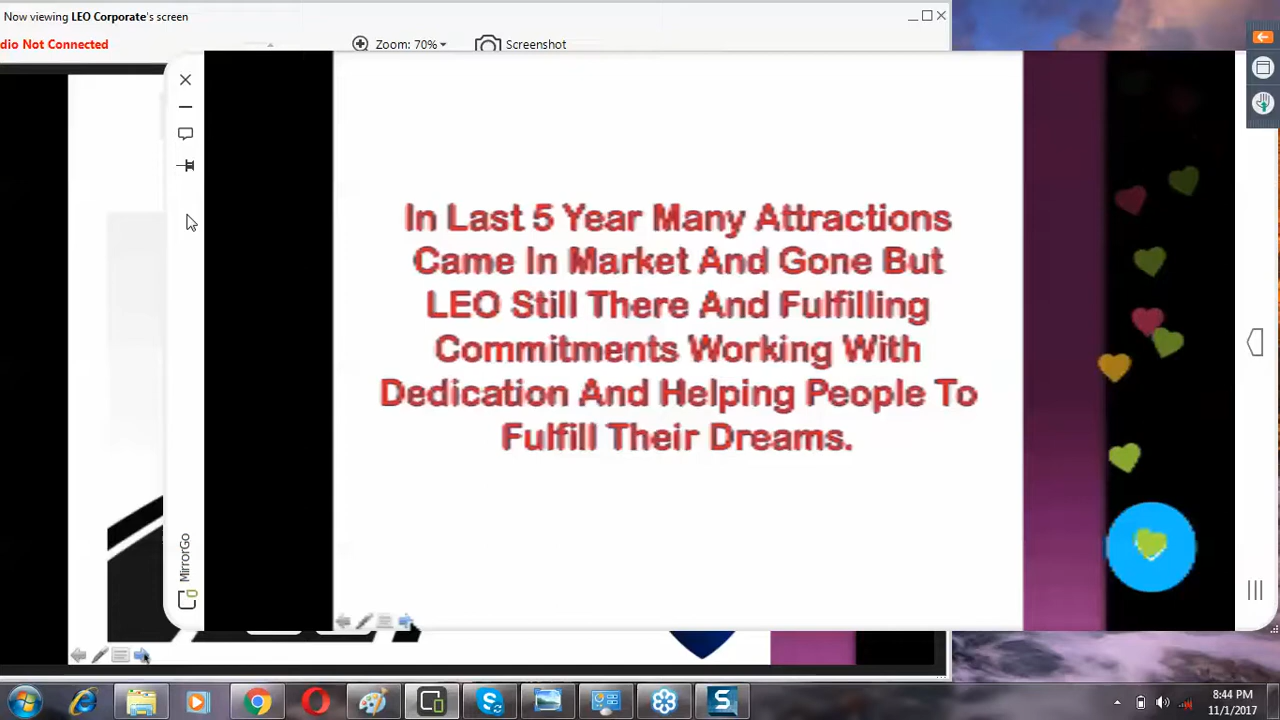 Now viewing LEO Corporate's screen
dio Not Connected
Zoom: 70%
Screenshot
In Last 5 Year Many Attractions
Came In Market And Gone But
LEO Still There And Fulfilling
Commitments Working With
Dedication And Helping People To
Fulfill Their Dreams.
MirrorGo
8:44 PM
11/1/2017